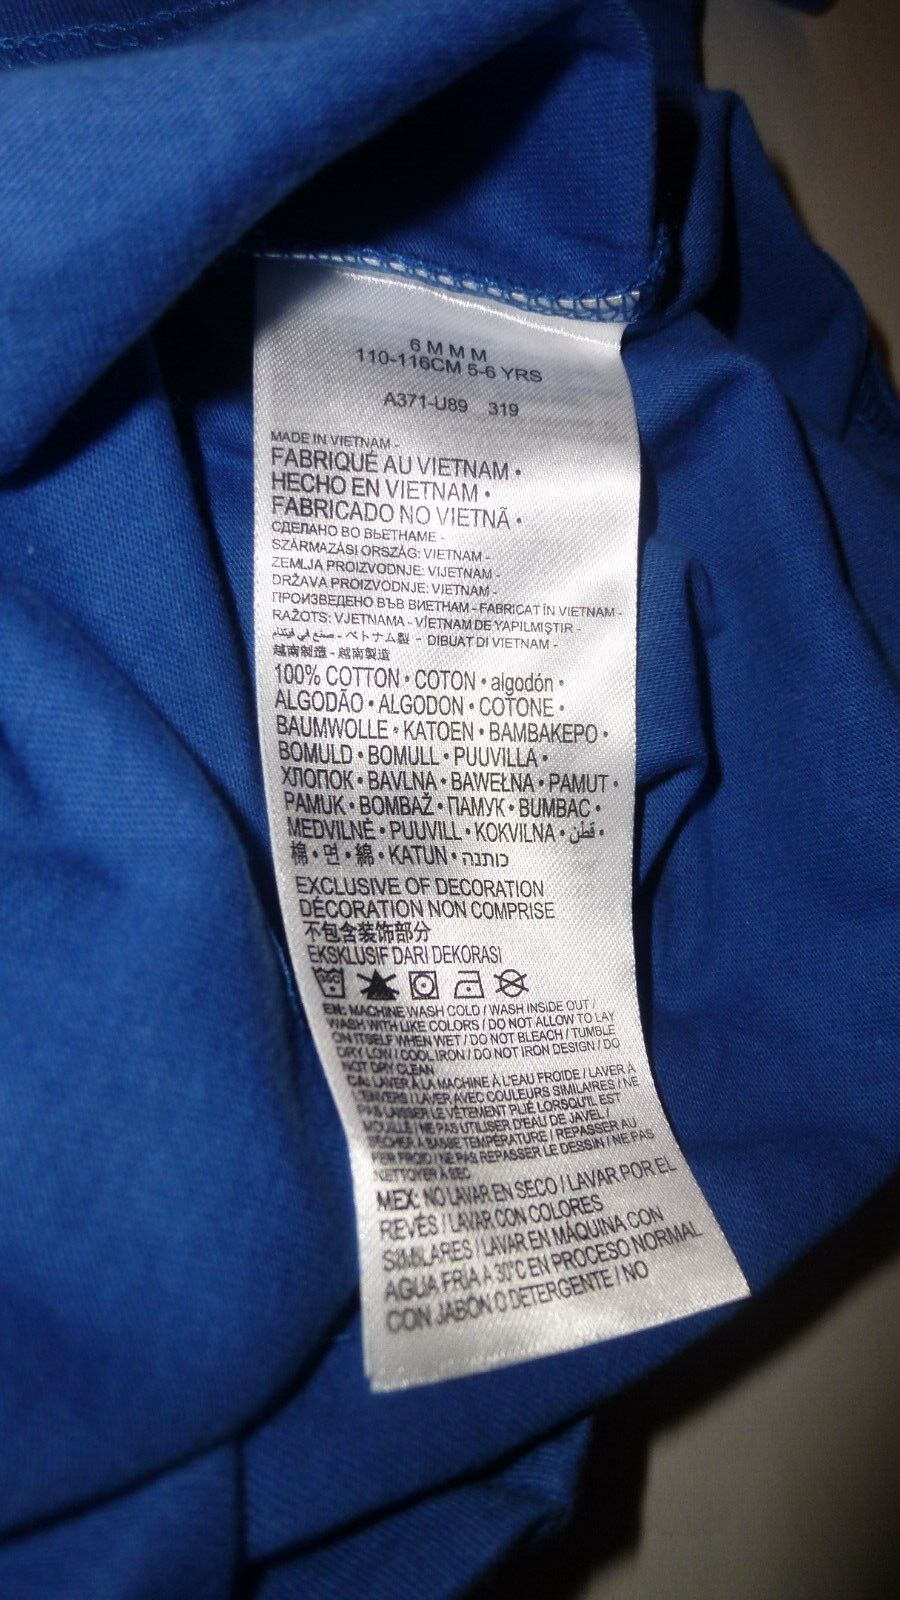 6 M M M
110-116CM 5-6 YRS
A371-U89 319
MADE IN VIETNAM -
FABRIQUÉ AU VIETNAM •
HECHO EN VIETNAM •
FABRICADO NO VIETNÃ •
СДЕЛАНО ВО ВЬЕТНАМЕ -
SZÁRMAZÁSI ORSZÁG: VIETNAM -
ZEMLJA PROIZVODNJE: VIJETNAM -
DRŽAVA PROIZVODNJE: VIETNAM -
ПРОИЗВЕДЕНО ВЪВ ВИЕТНАМ - FABRICAT ÎN VIETNAM -
RAŽOTS: VJETNAMA - VİETNAM DE YAPILMIŞTIR -
صنع في فيتنام - ベトナム製 - DIBUAT DI VIETNAM -
越南制造 - 越南製造
100% COTTON • COTON • algodón •
ALGODÃO • ALGODON • COTONE •
BAUMWOLLE • KATOEN • BAMBAKEPO •
BOMULD • BOMULL • PUUVILLA •
ХЛОПОК • BAVLNA • BAWEŁNA • PAMUT •
PAMUK • BOMBAŽ • ПАМУК • BUMBAC •
MEDVILNĖ • PUUVILL • KOKVILNA • قطن •
棉 • 면 • 綿 • KATUN • כותנה
EXCLUSIVE OF DECORATION
DÉCORATION NON COMPRISE
不包含装饰部分
EKSKLUSIF DARI DEKORASI
EN: MACHINE WASH COLD / WASH INSIDE OUT /
WASH WITH LIKE COLORS / DO NOT ALLOW TO LAY
ON ITSELF WHEN WET / DO NOT BLEACH / TUMBLE
DRY LOW / COOL IRON / DO NOT IRON DESIGN / DO
NOT DRY CLEAN
CA: LAVER À LA MACHINE À L'EAU FROIDE / LAVER À
L'ENVERS / LAVER AVEC COULEURS SIMILAIRES / NE
PAS LAISSER LE VÊTEMENT PLIÉ LORSQU'IL EST
MOUILLÉ / NE PAS UTILISER D'EAU DE JAVEL /
SÉCHER À BASSE TEMPÉRATURE / REPASSER AU
FER FROID / NE PAS REPASSER LE DESSIN / NE PAS
NETTOYER À SEC
MEX: NO LAVAR EN SECO / LAVAR POR EL
REVÉS / LAVAR CON COLORES
SIMILARES / LAVAR EN MÁQUINA CON
AGUA FRÍA A 30°C EN PROCESO NORMAL
CON JABÓN O DETERGENTE / NO